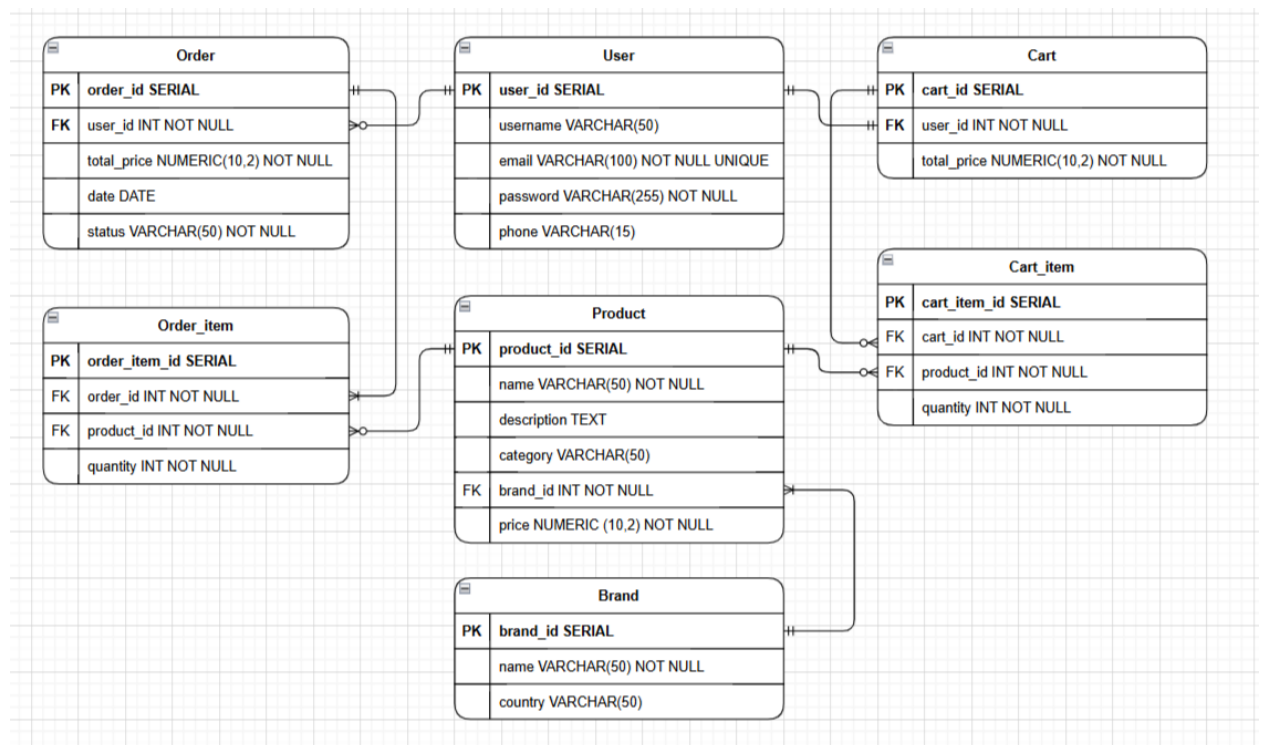 Order
PK order_id SERIAL
FK user_id INT NOT NULL
total_price NUMERIC(10,2) NOT NULL
date DATE
status VARCHAR(50) NOT NULL
User
PK user_id SERIAL
username VARCHAR(50)
email VARCHAR(100) NOT NULL UNIQUE
password VARCHAR(255) NOT NULL
phone VARCHAR(15)
Cart
PK cart_id SERIAL
FK user_id INT NOT NULL
total_price NUMERIC(10,2) NOT NULL
Order_item
PK order_item_id SERIAL
FK order_id INT NOT NULL
FK product_id INT NOT NULL
quantity INT NOT NULL
Product
PK product_id SERIAL
name VARCHAR(50) NOT NULL
description TEXT
category VARCHAR(50)
FK brand_id INT NOT NULL
price NUMERIC (10,2) NOT NULL
Cart_item
PK cart_item_id SERIAL
FK cart_id INT NOT NULL
FK product_id INT NOT NULL
quantity INT NOT NULL
Brand
PK brand_id SERIAL
name VARCHAR(50) NOT NULL
country VARCHAR(50)